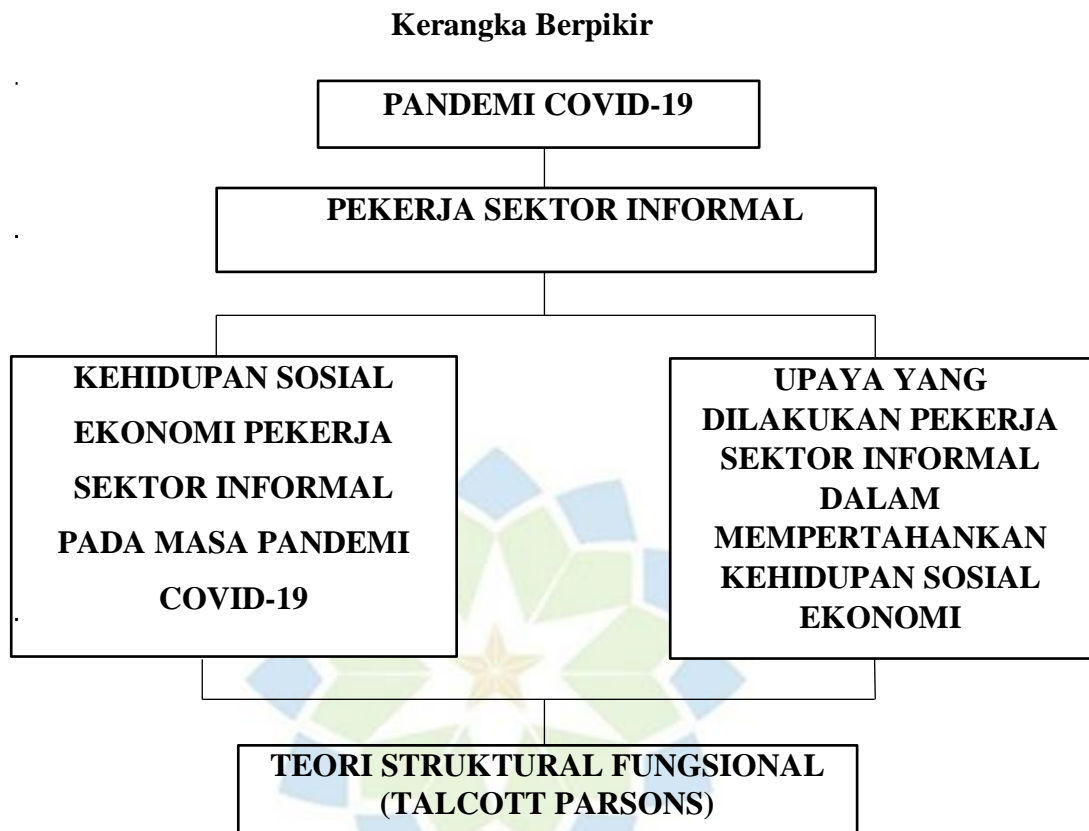 Kerangka Berpikir
PANDEMI COVID-19
PEKERJA SEKTOR INFORMAL
KEHIDUPAN SOSIAL
EKONOMI PEKERJA
SEKTOR INFORMAL
PADA MASA PANDEMI
COVID-19
UPAYA YANG
DILAKUKAN PEKERJA
SEKTOR INFORMAL
DALAM
MEMPERTAHANKAN
KEHIDUPAN SOSIAL
EKONOMI
TEORI STRUKTURAL FUNGSIONAL
(TALCOTT PARSONS)